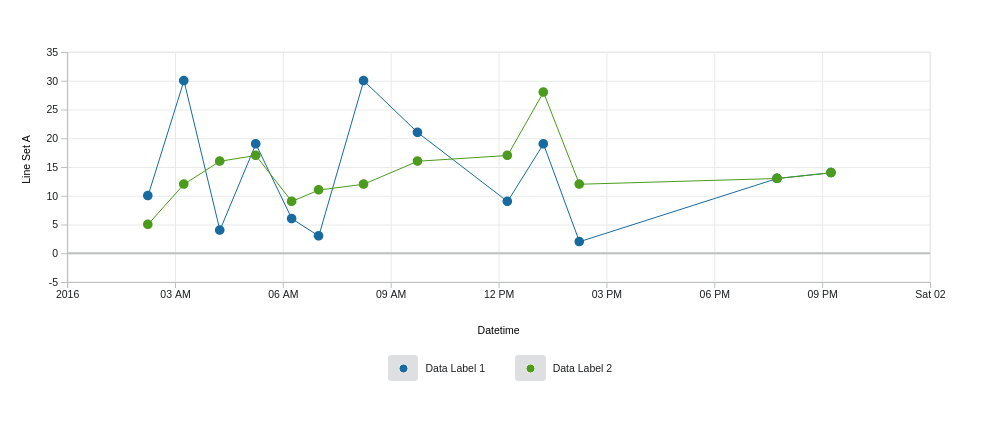 35
30
25
20
15
10
5
0
-5
Line Set A
2016 03 AM 06 AM 09 AM 12 PM 03 PM 06 PM 09 PM Sat 02
Datetime
Data Label 1 Data Label 2